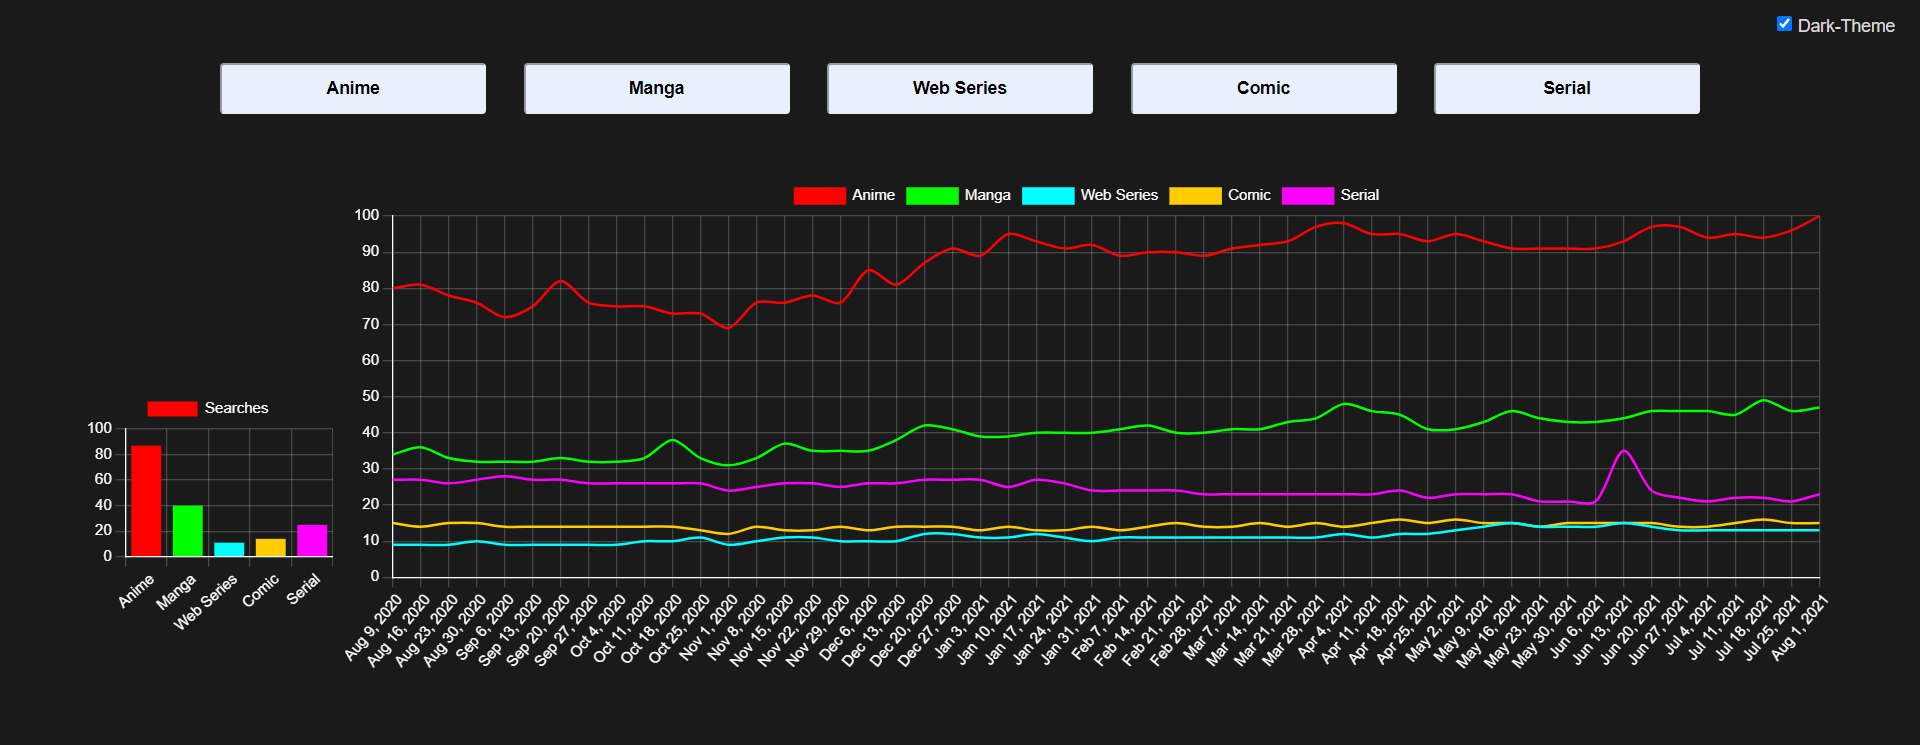 Dark-Theme
Anime
Manga
Web Series
Comic
Serial
Anime
Manga
Web Series
Comic
Serial
100
90
80
70
60
50
40
30
20
10
0
Aug 9, 2020
Aug 16, 2020
Aug 23, 2020
Aug 30, 2020
Sep 6, 2020
Sep 13, 2020
Sep 20, 2020
Sep 27, 2020
Oct 4, 2020
Oct 11, 2020
Oct 18, 2020
Oct 25, 2020
Nov 1, 2020
Nov 8, 2020
Nov 15, 2020
Nov 22, 2020
Nov 29, 2020
Dec 6, 2020
Dec 13, 2020
Dec 20, 2020
Dec 27, 2020
Jan 3, 2021
Jan 10, 2021
Jan 17, 2021
Jan 24, 2021
Jan 31, 2021
Feb 7, 2021
Feb 14, 2021
Feb 21, 2021
Feb 28, 2021
Mar 7, 2021
Mar 14, 2021
Mar 21, 2021
Mar 28, 2021
Apr 4, 2021
Apr 11, 2021
Apr 18, 2021
Apr 25, 2021
May 2, 2021
May 9, 2021
May 16, 2021
May 23, 2021
May 30, 2021
Jun 6, 2021
Jun 13, 2021
Jun 20, 2021
Jun 27, 2021
Jul 4, 2021
Jul 11, 2021
Jul 18, 2021
Jul 25, 2021
Aug 1, 2021
Searches
100
80
60
40
20
0
Anime
Manga
Web Series
Comic
Serial